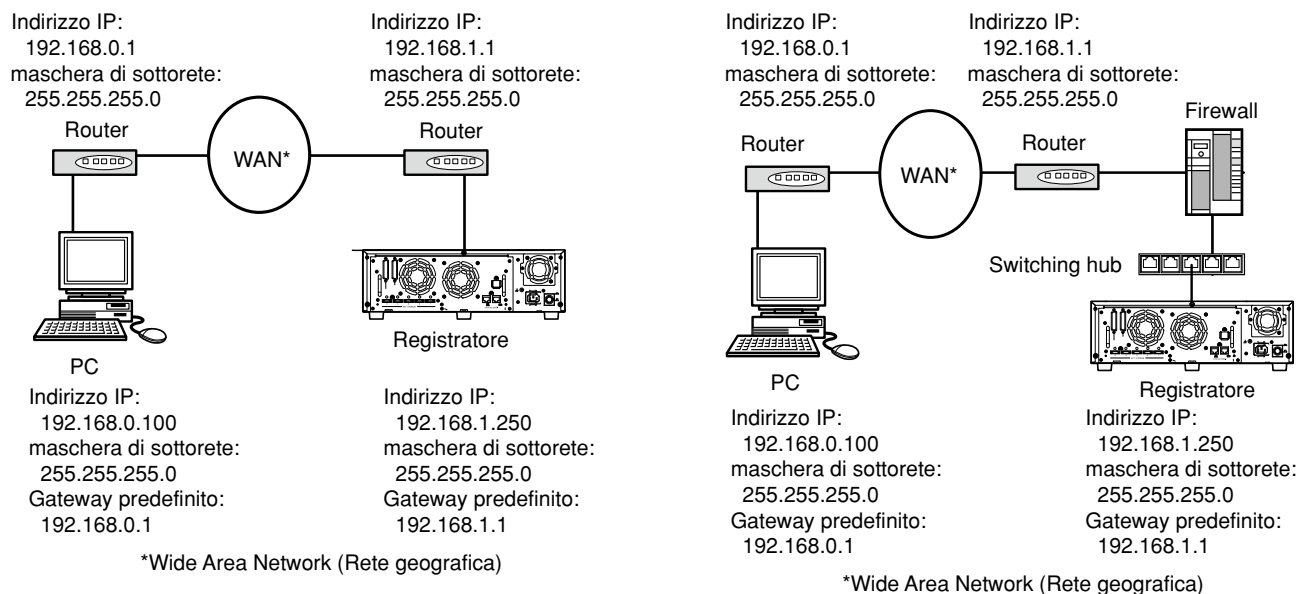 Indirizzo IP:
192.168.0.1
maschera di sottorete:
255.255.255.0
Router
Indirizzo IP:
192.168.1.1
maschera di sottorete:
255.255.255.0
Router
WAN*
PC
Indirizzo IP:
192.168.0.100
maschera di sottorete:
255.255.255.0
Gateway predefinito:
192.168.0.1
Registratore
Indirizzo IP:
192.168.1.250
maschera di sottorete:
255.255.255.0
Gateway predefinito:
192.168.1.1
*Wide Area Network (Rete geografica)
Indirizzo IP:
192.168.0.1
maschera di sottorete:
255.255.255.0
Router
Indirizzo IP:
192.168.1.1
maschera di sottorete:
255.255.255.0
Router
Firewall
WAN*
Switching hub
PC
Indirizzo IP:
192.168.0.100
maschera di sottorete:
255.255.255.0
Gateway predefinito:
192.168.0.1
Registratore
Indirizzo IP:
192.168.1.250
maschera di sottorete:
255.255.255.0
Gateway predefinito:
192.168.1.1
*Wide Area Network (Rete geografica)